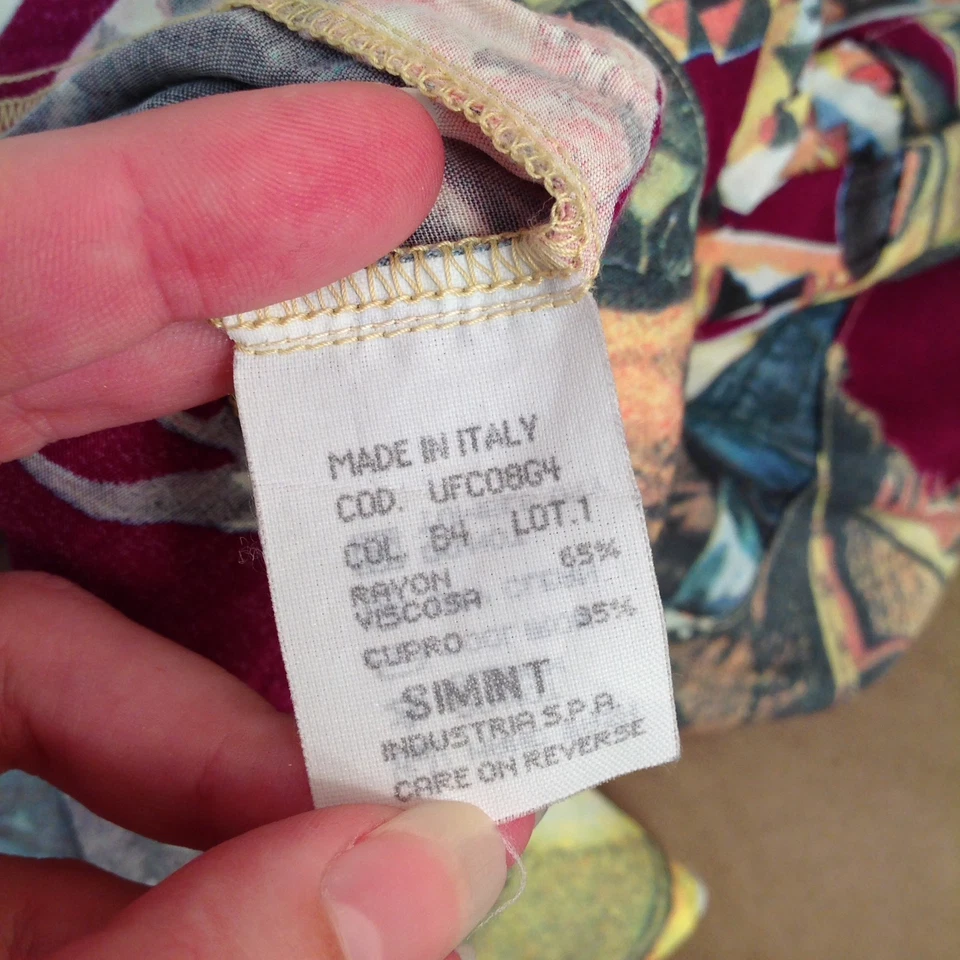 MADE IN ITALY
COD. UFC08G4
COL 84 LOT.1
RAYON 65%
VISCOSA
CUPRO 35%
SIMINT
INDUSTRIA S.P.A.
CARE ON REVERSE